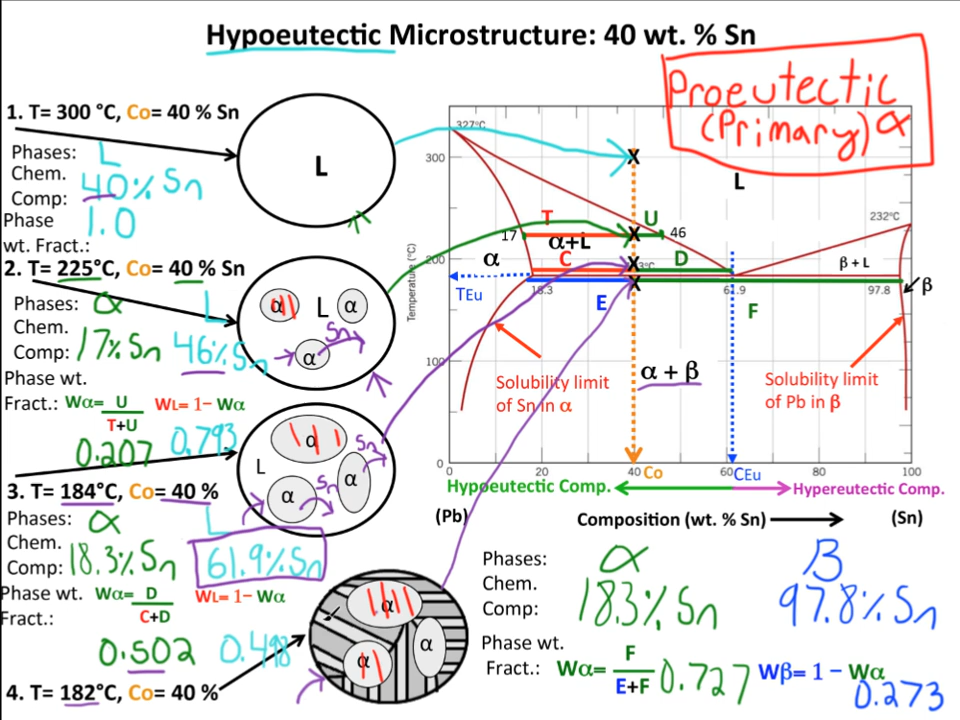 Hypoeutectic Microstructure: 40 wt. % Sn
Proeutectic
(Primary) α
1. T= 300 °C, Co= 40 % Sn
Phases: L
Chem.
Comp: 40% Sn
Phase 1.0
wt. Fract.:
L
2. T= 225°C, Co= 40 % Sn
Phases: α L
Chem.
Comp: 17% Sn 46% Sn
Phase wt.
Fract.: Wα= U WL= 1- Wα
T+U
0.207 0.793
α L α
α Sn
3. T= 184°C, Co= 40 %
Phases: α L
Chem.
Comp: 18.3% Sn 61.9% Sn
Phase wt. Wα= D WL= 1- Wα
Fract.: C+D
0.502 0.498
α
L α Sn
α Sn
4. T= 182°C, Co= 40 %
α
α
α
327°C
300
L
232°C
T U
17 α+L 46
Temperature (°C)
200
α C D β + L
3°C
TEu 18.3 E 61.9 97.8 β
F
100
α + β
Solubility limit
of Sn in α
Solubility limit
of Pb in β
0 20 40 Co 60 CEu 80 100
Hypoeutectic Comp. Hypereutectic Comp.
(Pb) Composition (wt. % Sn) (Sn)
Phases: α β
Chem.
Comp: 18.3% Sn 97.8% Sn
Phase wt.
Fract.: Wα= F 0.727 Wβ= 1 - Wα
E+F 0.273